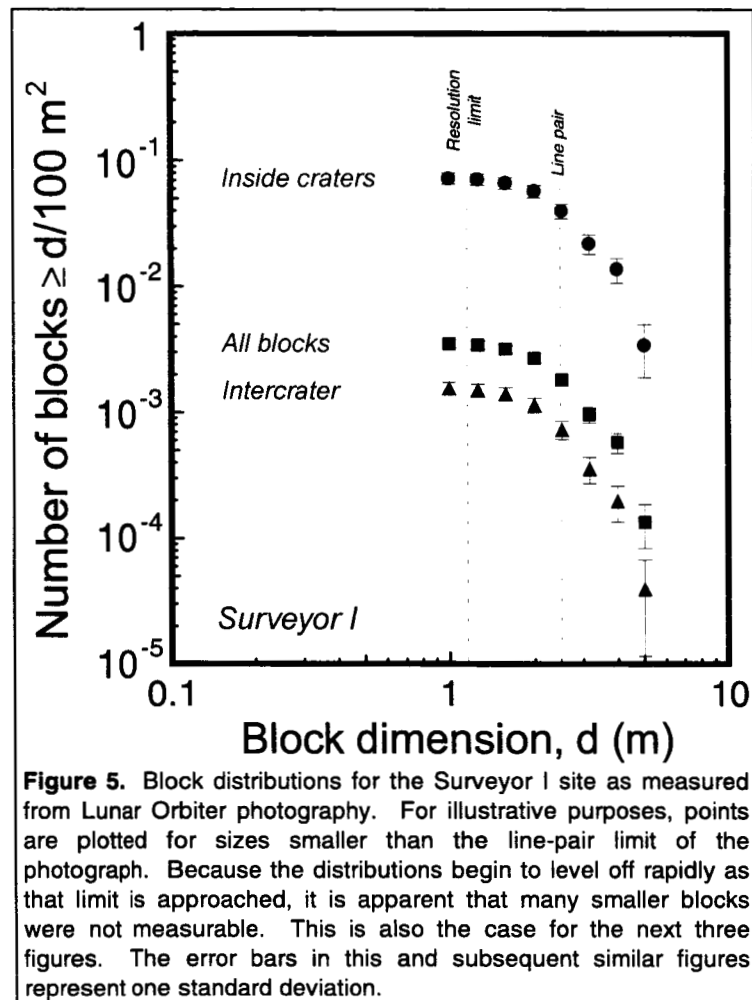 1
10⁻¹
10⁻²
10⁻³
10⁻⁴
10⁻⁵
Number of blocks ≥ d/100 m²
Resolution
limit
Line pair
Inside craters
All blocks
Intercrater
Surveyor I
0.1
1
10
Block dimension, d (m)
Figure 5. Block distributions for the Surveyor I site as measured
from Lunar Orbiter photography. For illustrative purposes, points
are plotted for sizes smaller than the line-pair limit of the
photograph. Because the distributions begin to level off rapidly as
that limit is approached, it is apparent that many smaller blocks
were not measurable. This is also the case for the next three
figures. The error bars in this and subsequent similar figures
represent one standard deviation.